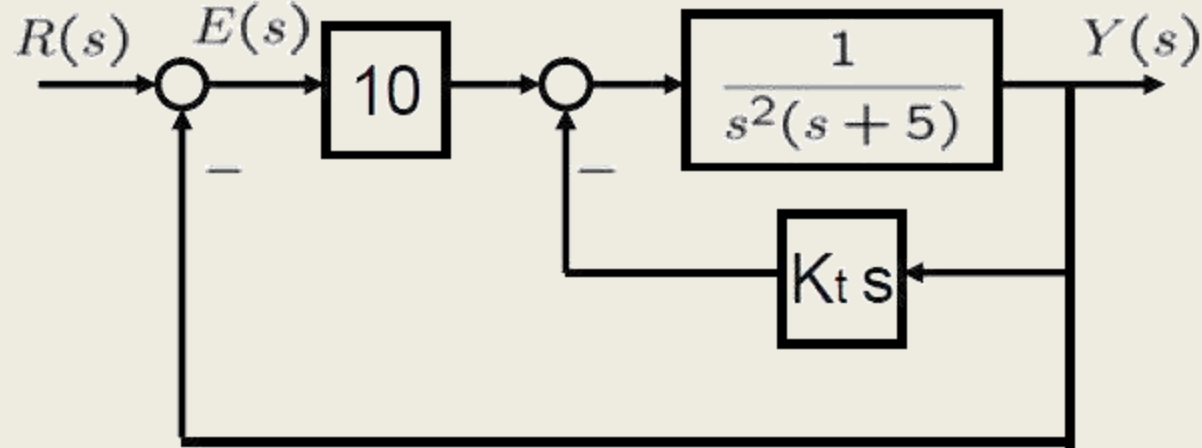 R(s)
E(s)
10
1
s²(s + 5)
Y(s)
−
−
Kt s